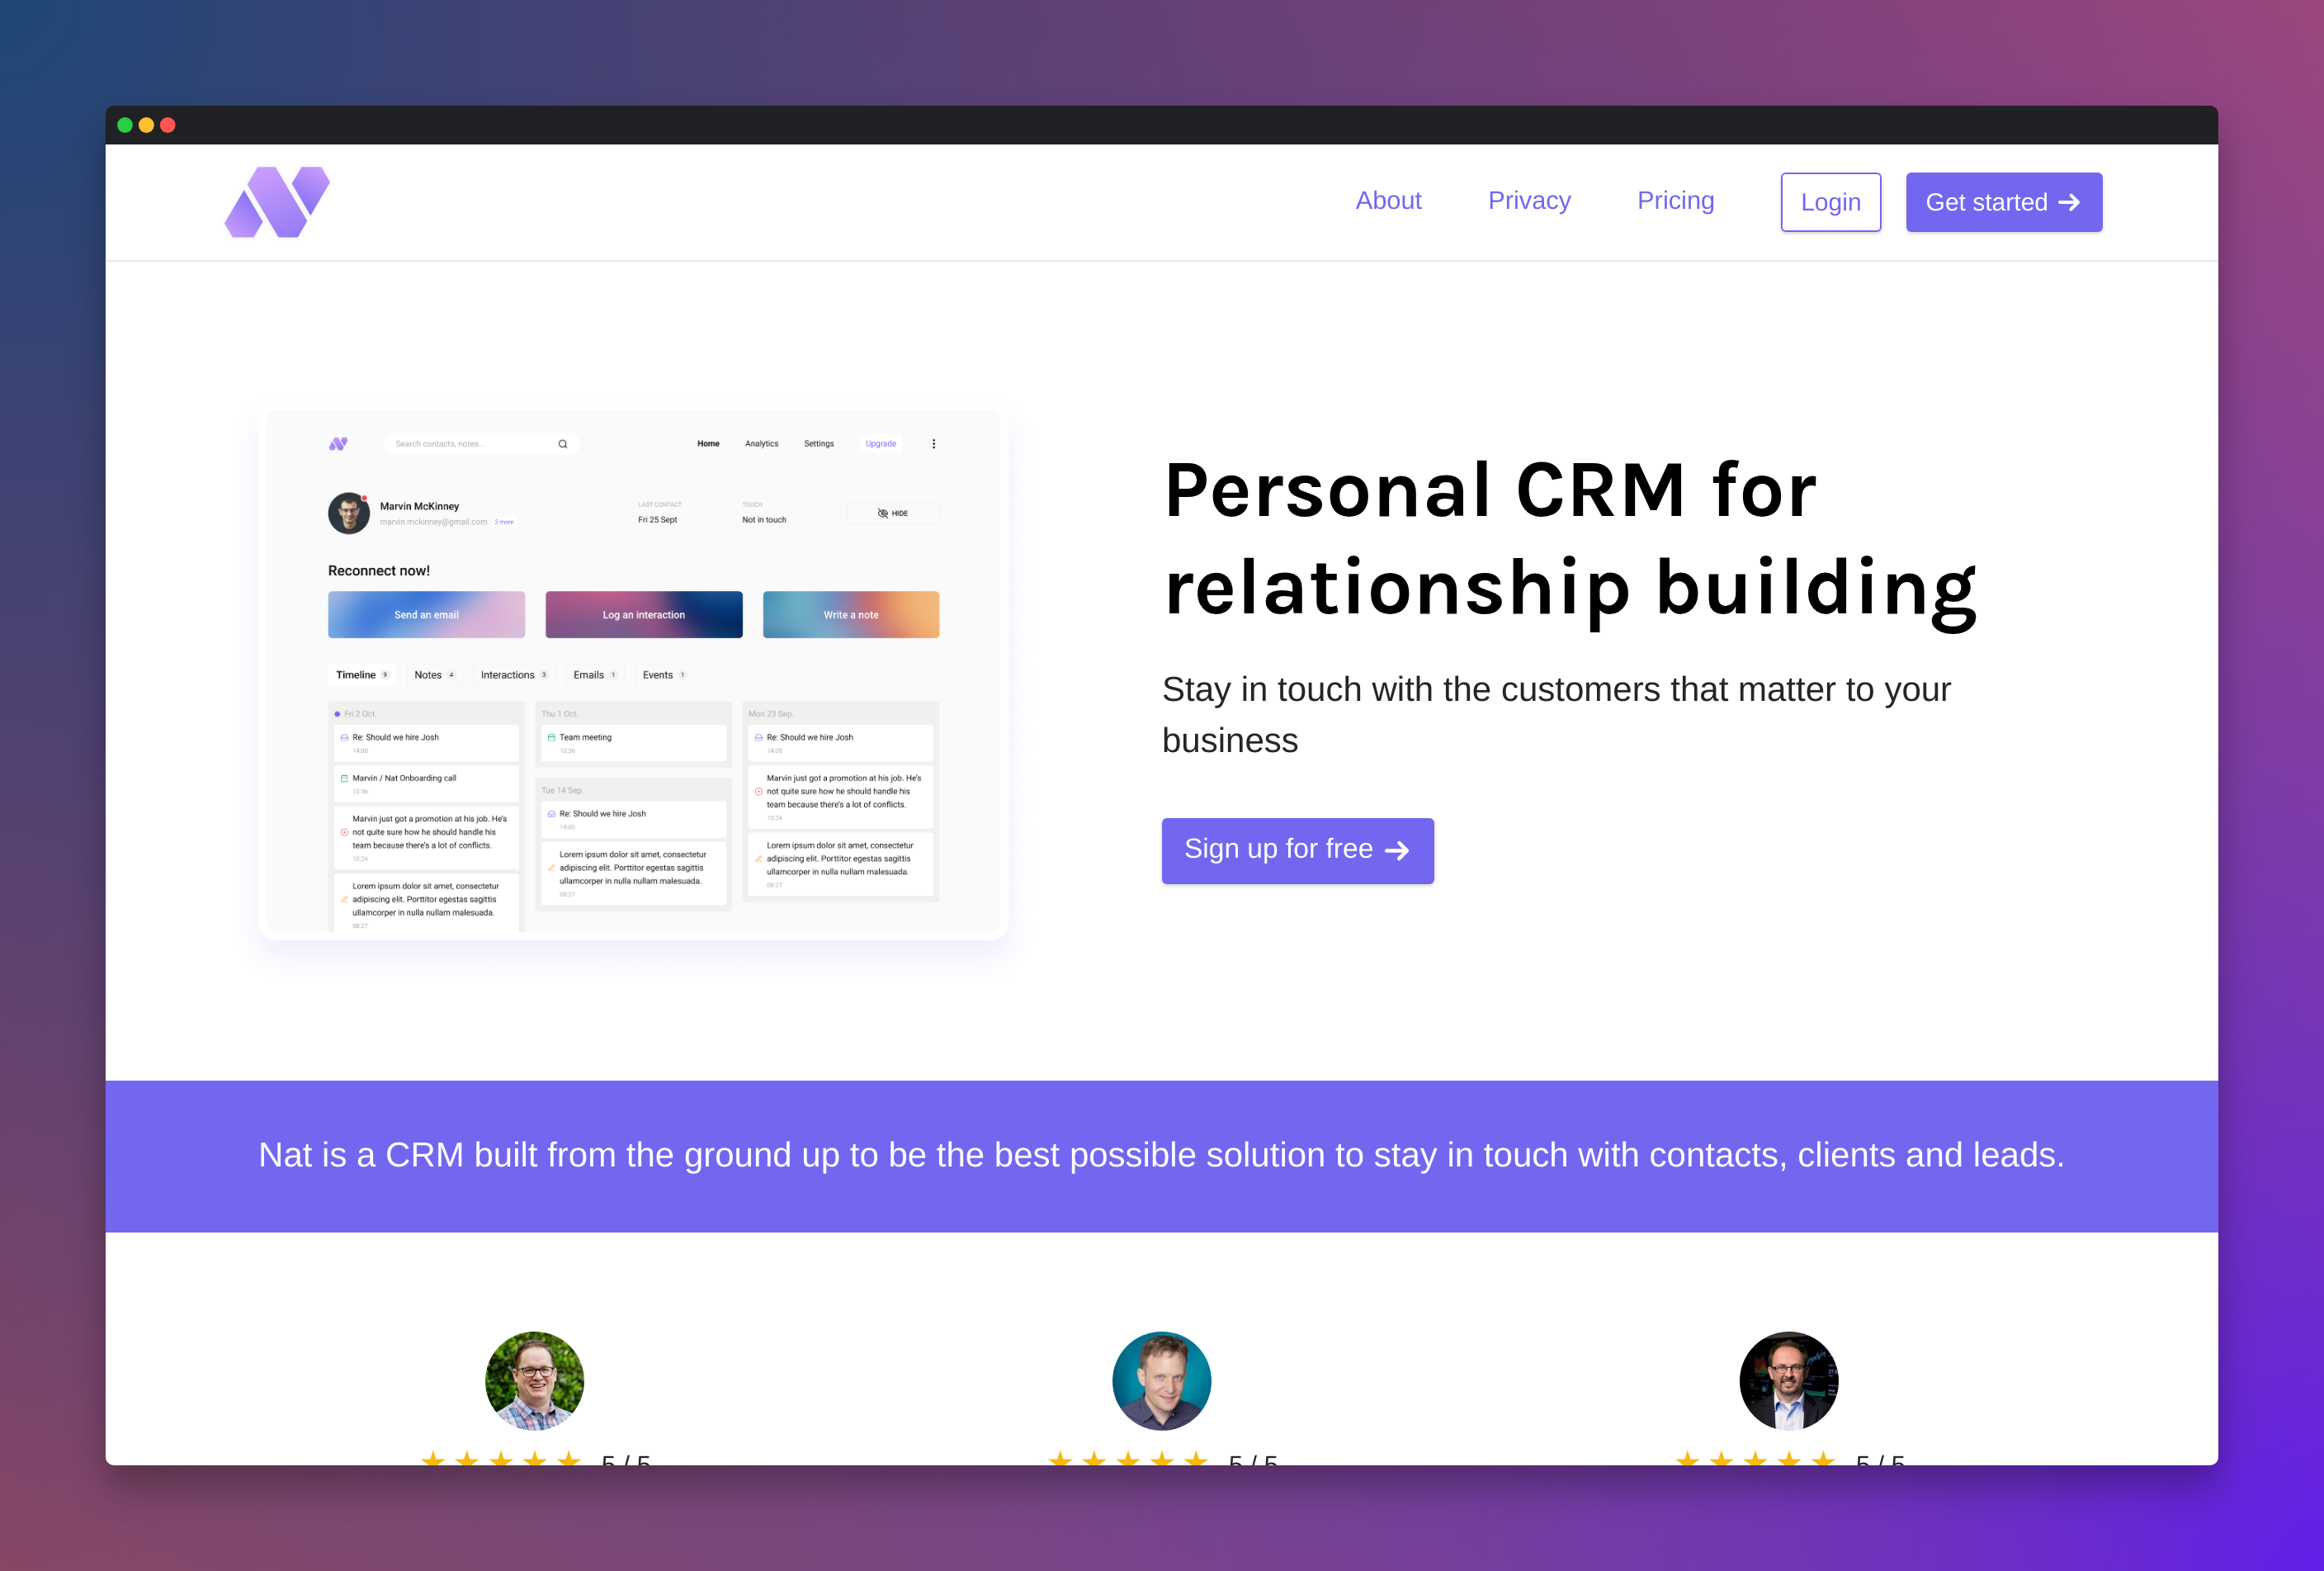 About
Privacy
Pricing
Login
Get started
Search contacts, notes...
Home
Analytics
Settings
Upgrade
Marvin McKinney
marvin.mckinney@gmail.com 2 more
LAST CONTACT
Fri 25 Sept
TOUCH
Not in touch
HIDE
Reconnect now!
Send an email
Log an interaction
Write a note
Timeline 9
Notes 4
Interactions 3
Emails 1
Events 1
Fri 2 Oct.
Re: Should we hire Josh
14:05
Marvin / Nat Onboarding call
10:36
Marvin just got a promotion at his job. He's
not quite sure how he should handle his
team because there's a lot of conflicts.
10:24
Lorem ipsum dolor sit amet, consectetur
adipiscing elit. Porttitor egestas sagittis
ullamcorper in nulla nullam malesuada.
08:27
Thu 1 Oct.
Team meeting
10:36
Tue 14 Sep.
Re: Should we hire Josh
14:05
Lorem ipsum dolor sit amet, consectetur
adipiscing elit. Porttitor egestas sagittis
ullamcorper in nulla nullam malesuada.
08:27
Mon 23 Sep.
Re: Should we hire Josh
14:05
Marvin just got a promotion at his job. He's
not quite sure how he should handle his
team because there's a lot of conflicts.
10:24
Lorem ipsum dolor sit amet, consectetur
adipiscing elit. Porttitor egestas sagittis
ullamcorper in nulla nullam malesuada.
08:27
Personal CRM for
relationship building
Stay in touch with the customers that matter to your
business
Sign up for free
Nat is a CRM built from the ground up to be the best possible solution to stay in touch with contacts, clients and leads.
5 / 5
5 / 5
5 / 5